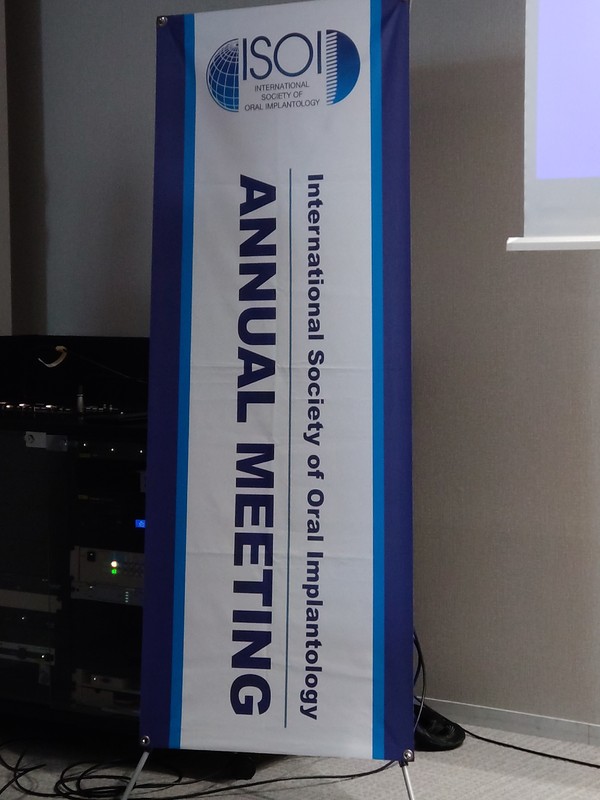 ISOI
INTERNATIONAL
SOCIETY OF
ORAL IMPLANTOLOGY
International Society of Oral Implantology
ANNUAL MEETING